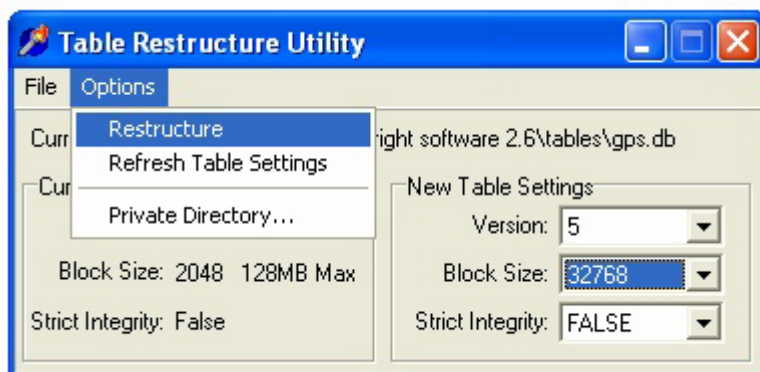 Table Restructure Utility
File Options
Restructure
Refresh Table Settings
Private Directory...
Curr
right software 2.6\tables\gps.db
Cur
Block Size: 2048 128MB Max
Strict Integrity: False
New Table Settings
Version: 5
Block Size: 32768
Strict Integrity: FALSE